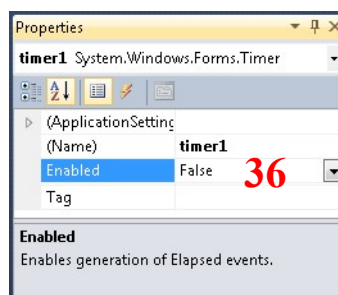 Properties
timer1 System.Windows.Forms.Timer
(ApplicationSetting
(Name) timer1
Enabled False 36
Tag
Enabled
Enables generation of Elapsed events.